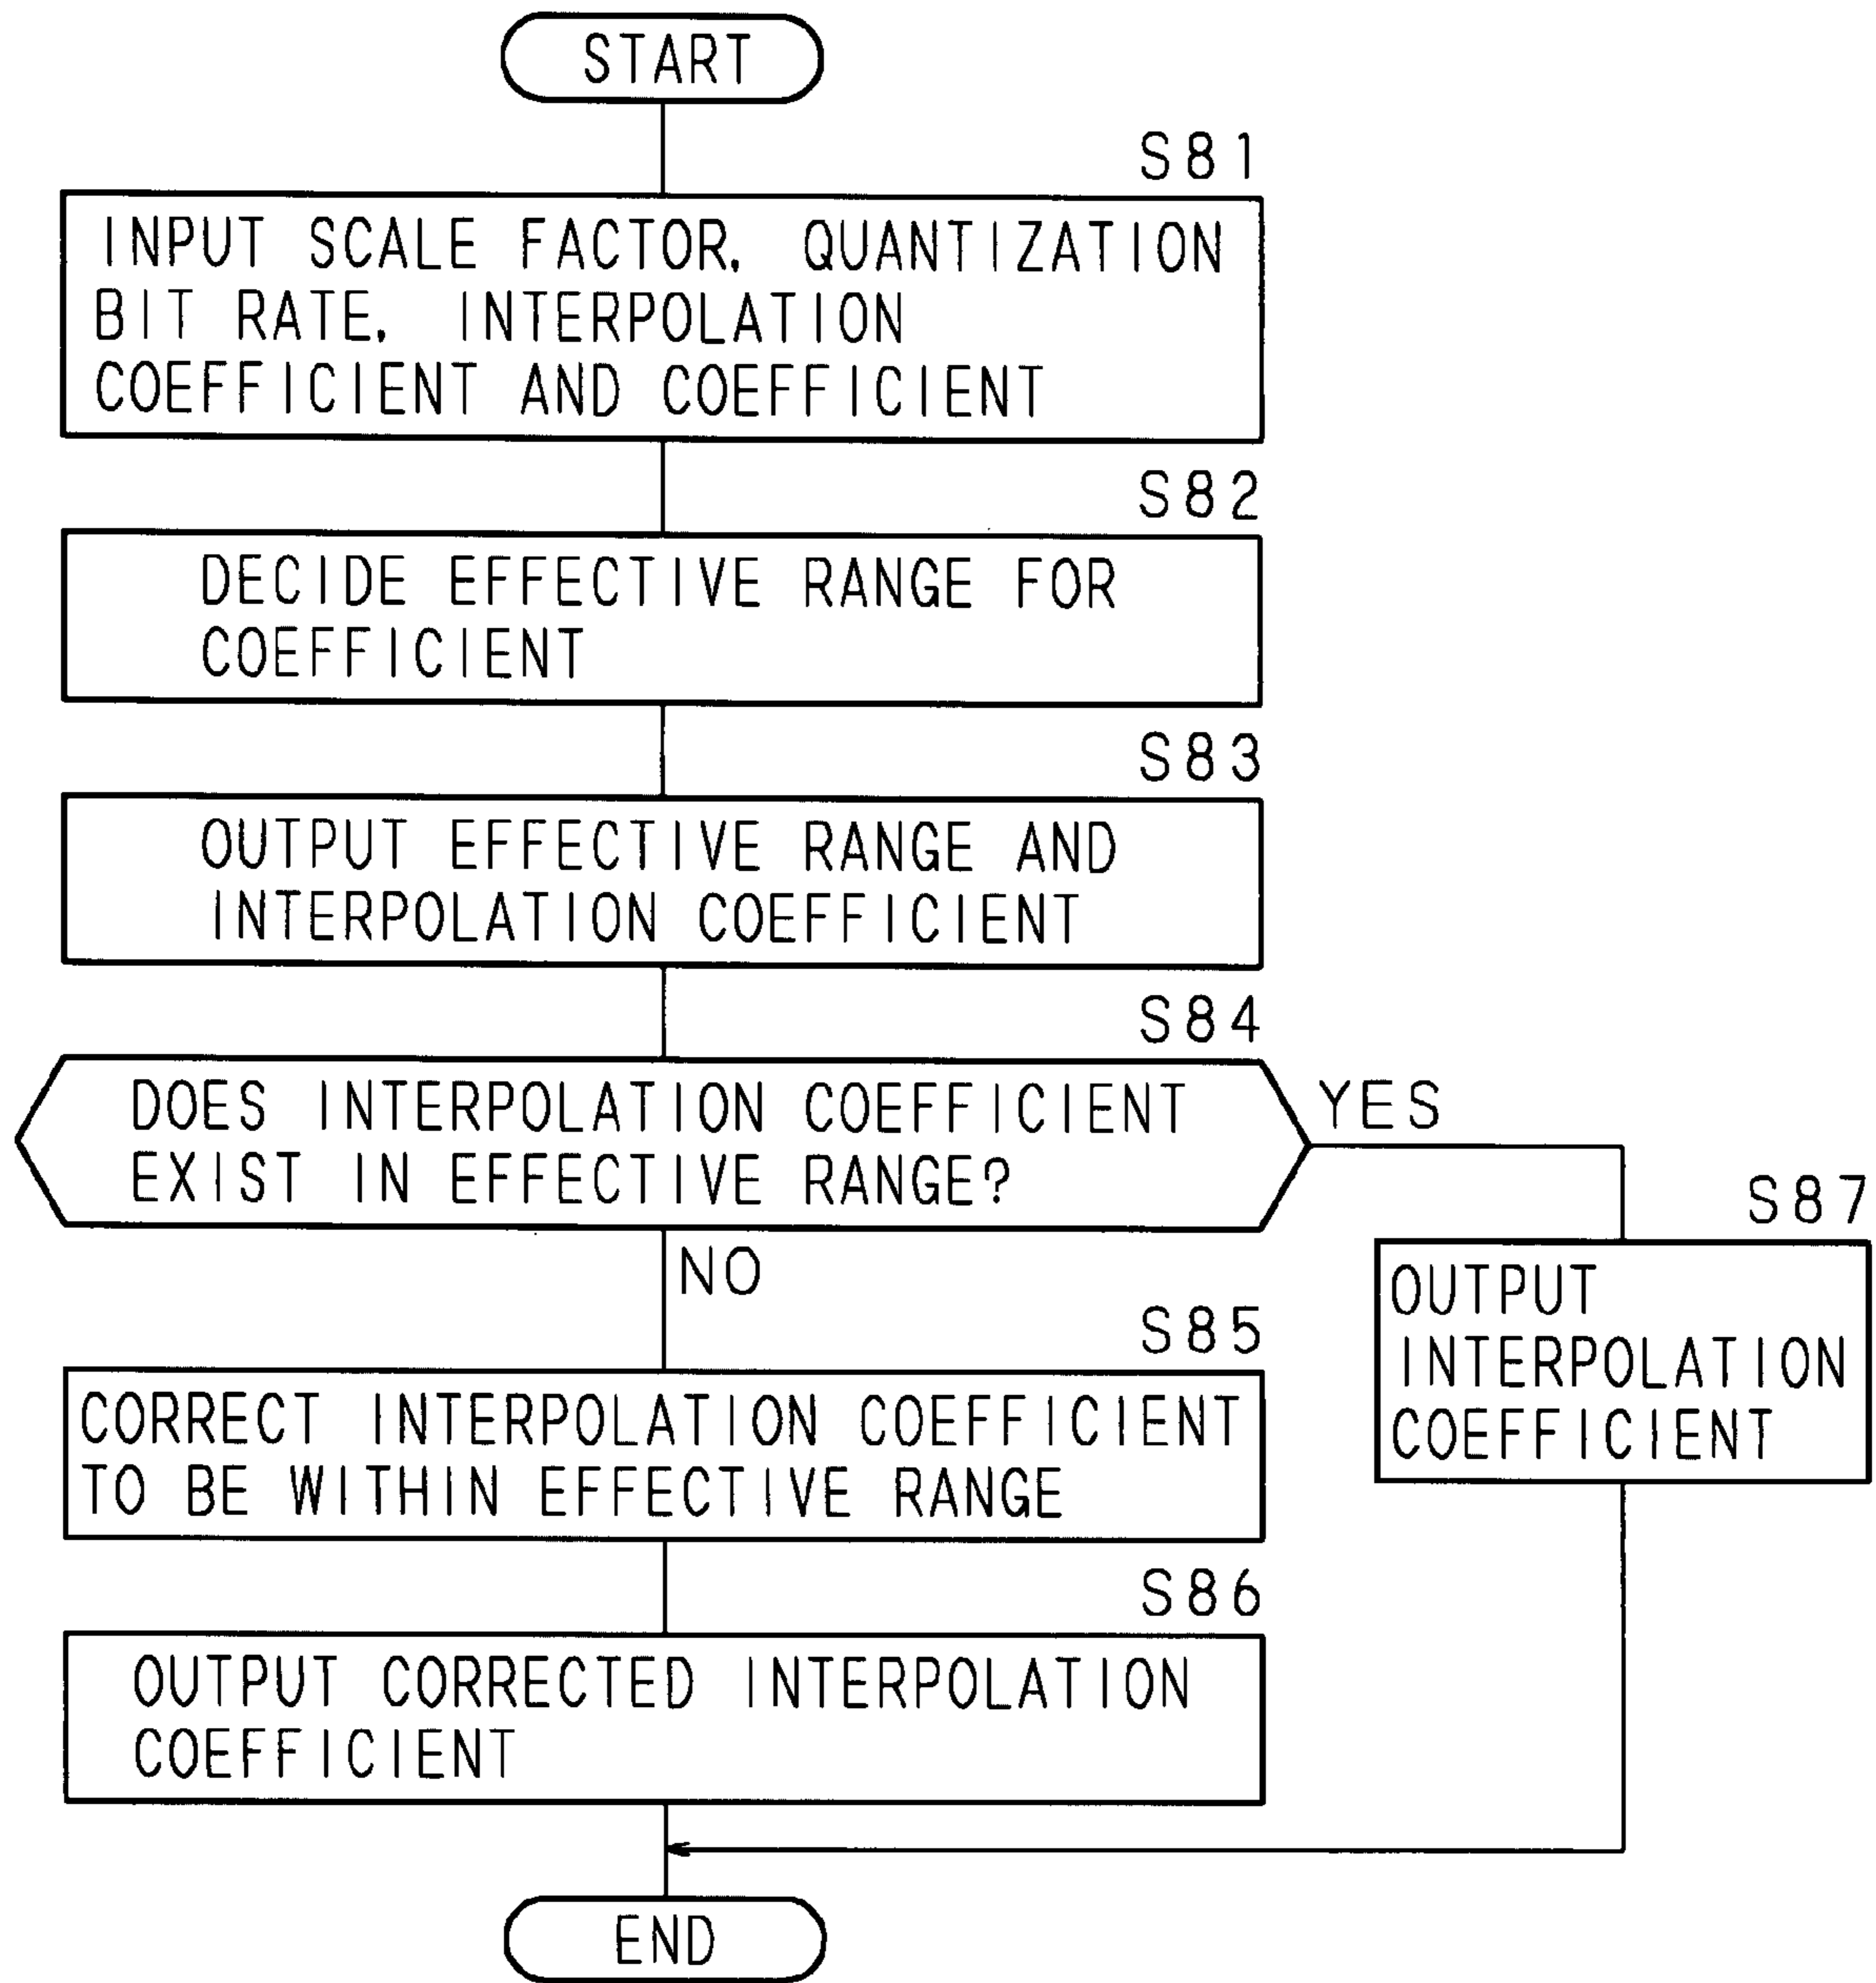 START
S81
INPUT SCALE FACTOR, QUANTIZATION
BIT RATE, INTERPOLATION
COEFFICIENT AND COEFFICIENT
S82
DECIDE EFFECTIVE RANGE FOR
COEFFICIENT
S83
OUTPUT EFFECTIVE RANGE AND
INTERPOLATION COEFFICIENT
S84
DOES INTERPOLATION COEFFICIENT
EXIST IN EFFECTIVE RANGE?
YES
NO
S87
OUTPUT
INTERPOLATION
COEFFICIENT
S85
CORRECT INTERPOLATION COEFFICIENT
TO BE WITHIN EFFECTIVE RANGE
S86
OUTPUT CORRECTED INTERPOLATION
COEFFICIENT
END